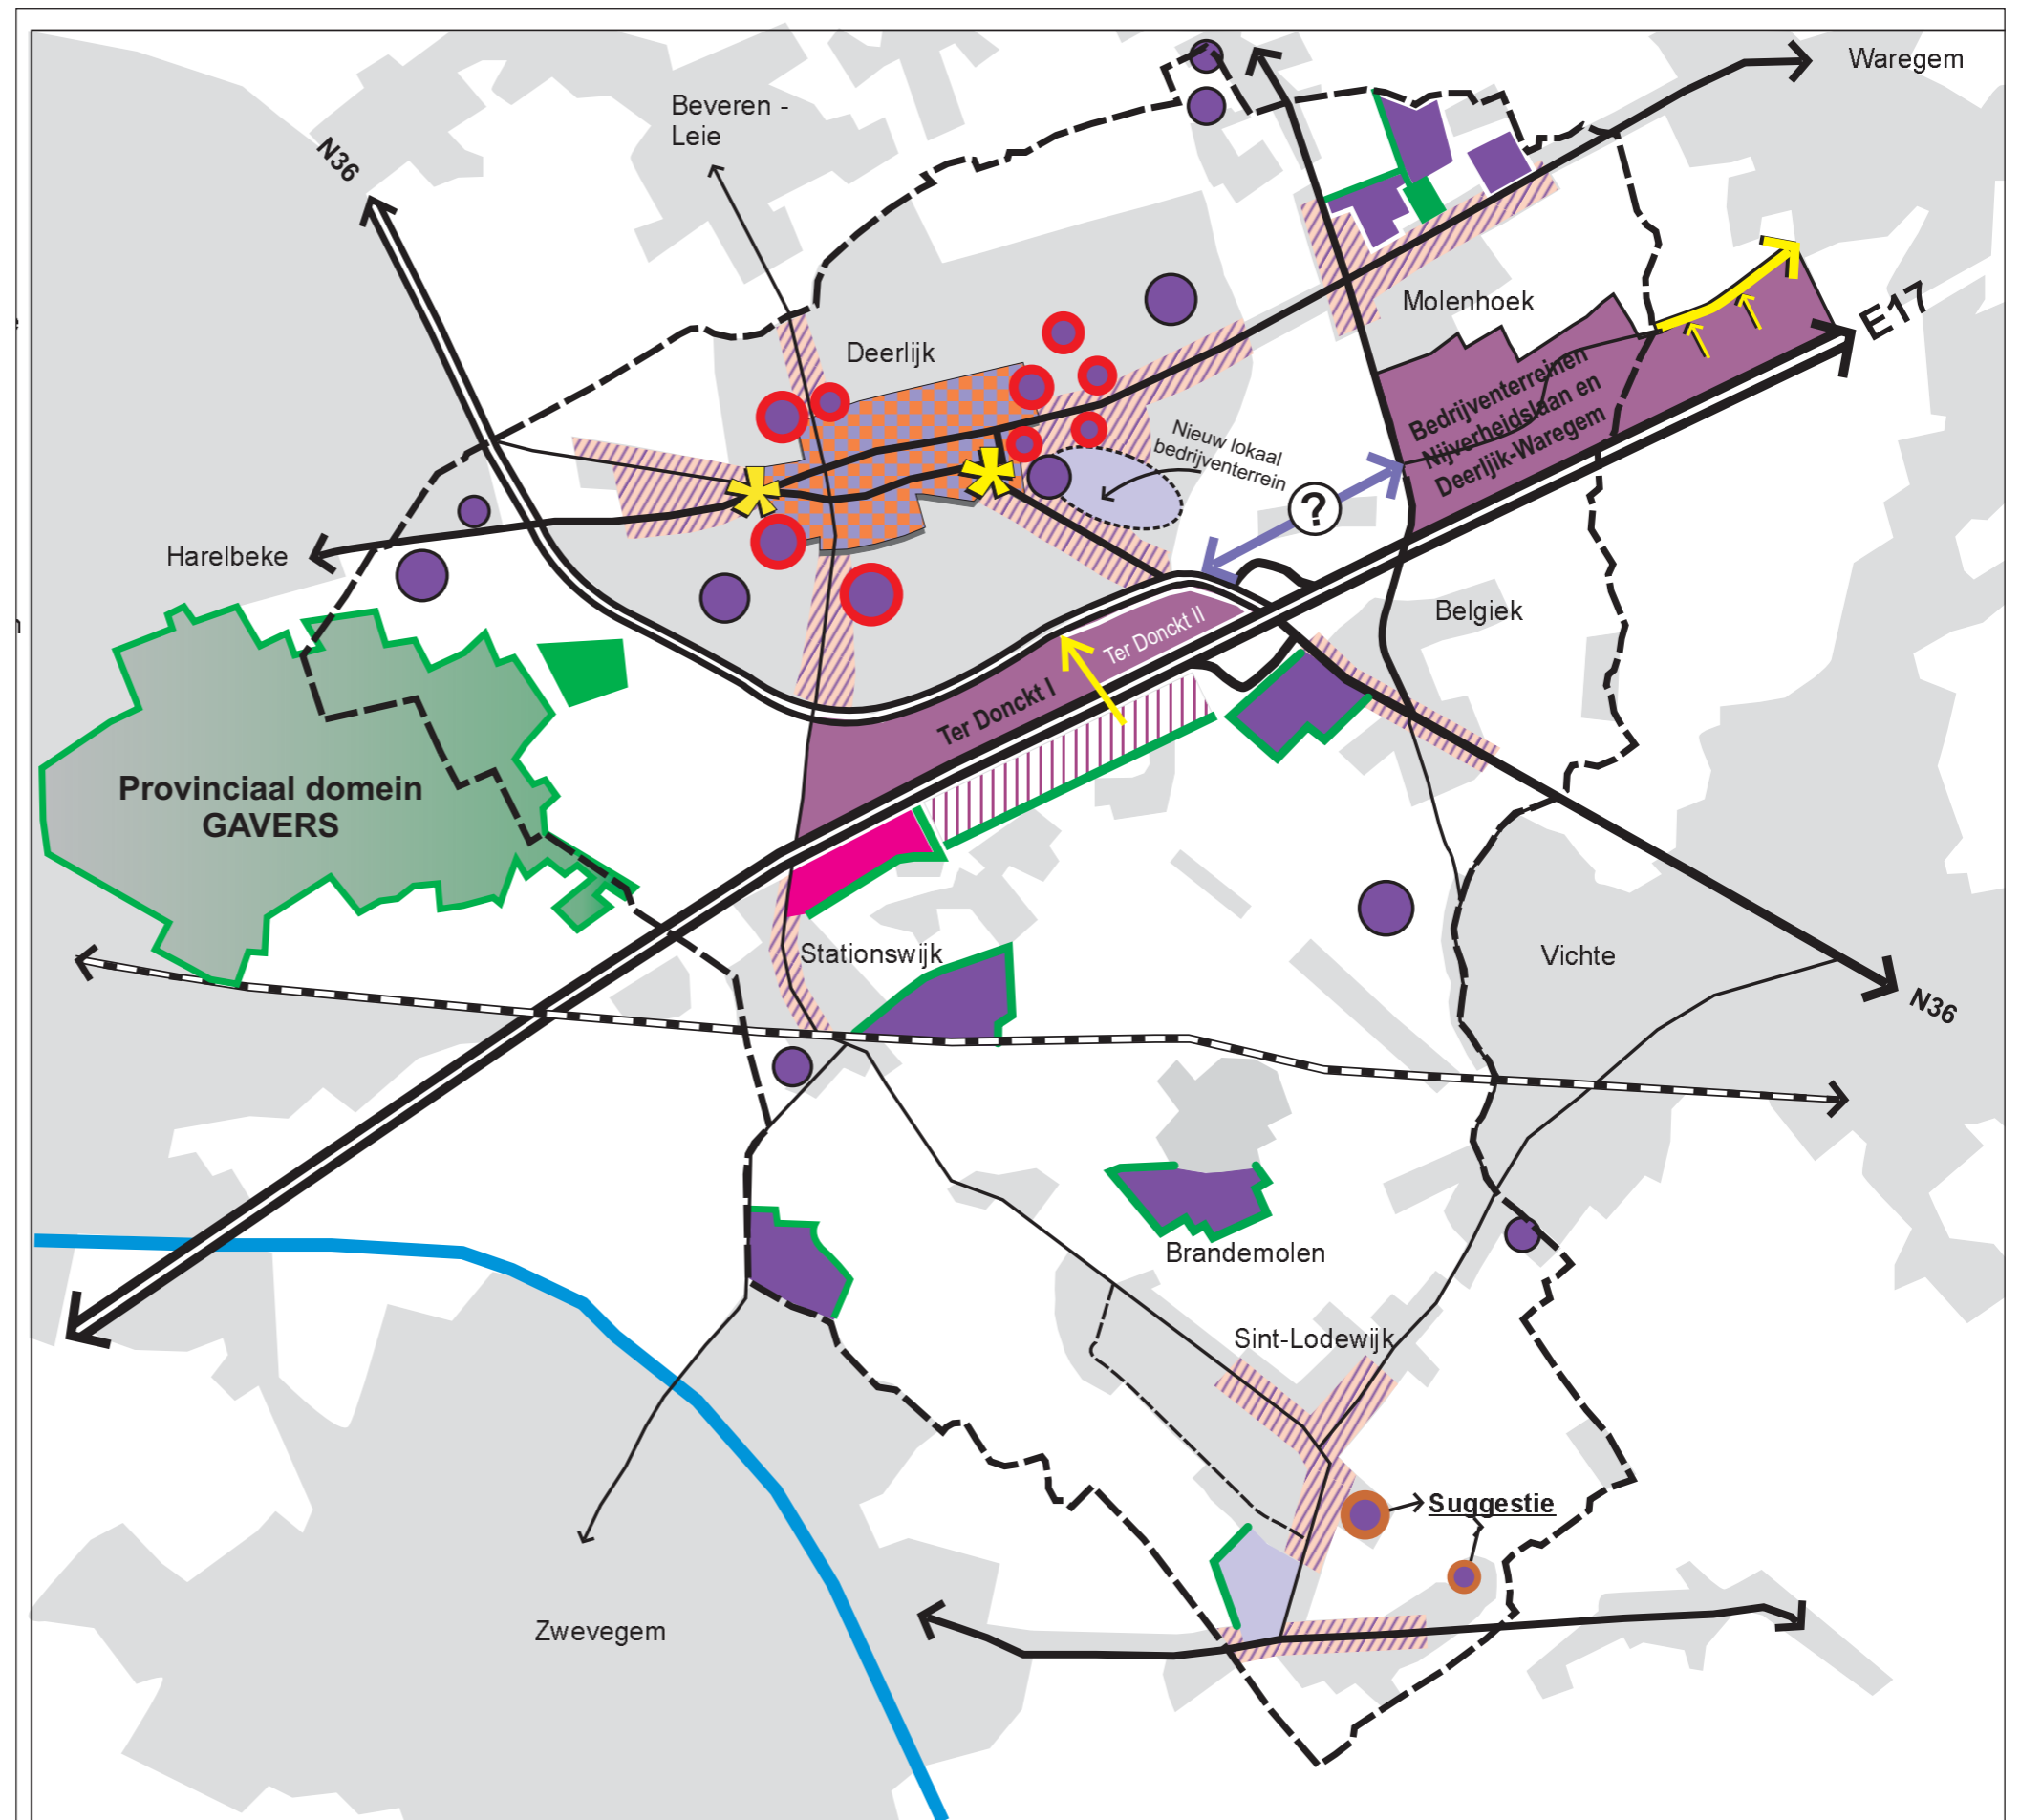 Waregem
Beveren -
Leie
N36
Molenhoek
E17
Deerlijk
Bedrijventerreinen
Nijverheidslaan en
Deerljik-Waregem
Nieuw lokaal
bedrijventerrein
?
Harelbeke
Belgiek
Ter Donckt II
Ter Donckt I
Provinciaal domein
GAVERS
Stationswijk
Vichte
N36
Brandemolen
Sint-Lodewijk
Suggestie
Zwevegem